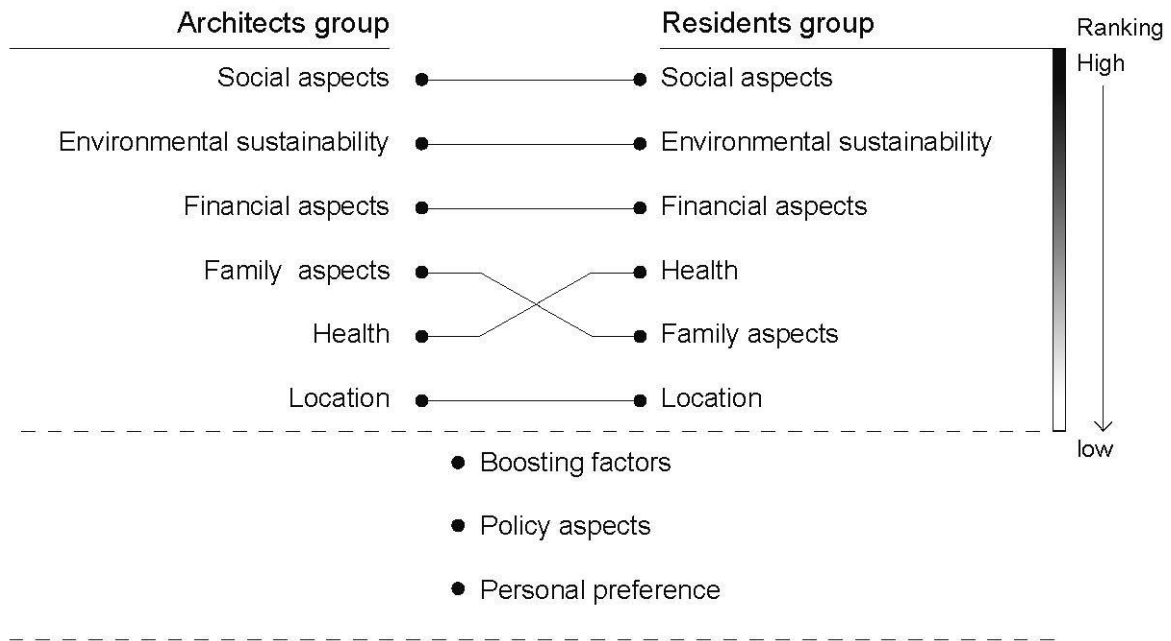 Architects group Residents group Ranking
High
Social aspects Social aspects
Environmental sustainability Environmental sustainability
Financial aspects Financial aspects
Family aspects Health
Health Family aspects
Location Location
low
Boosting factors
Policy aspects
Personal preference